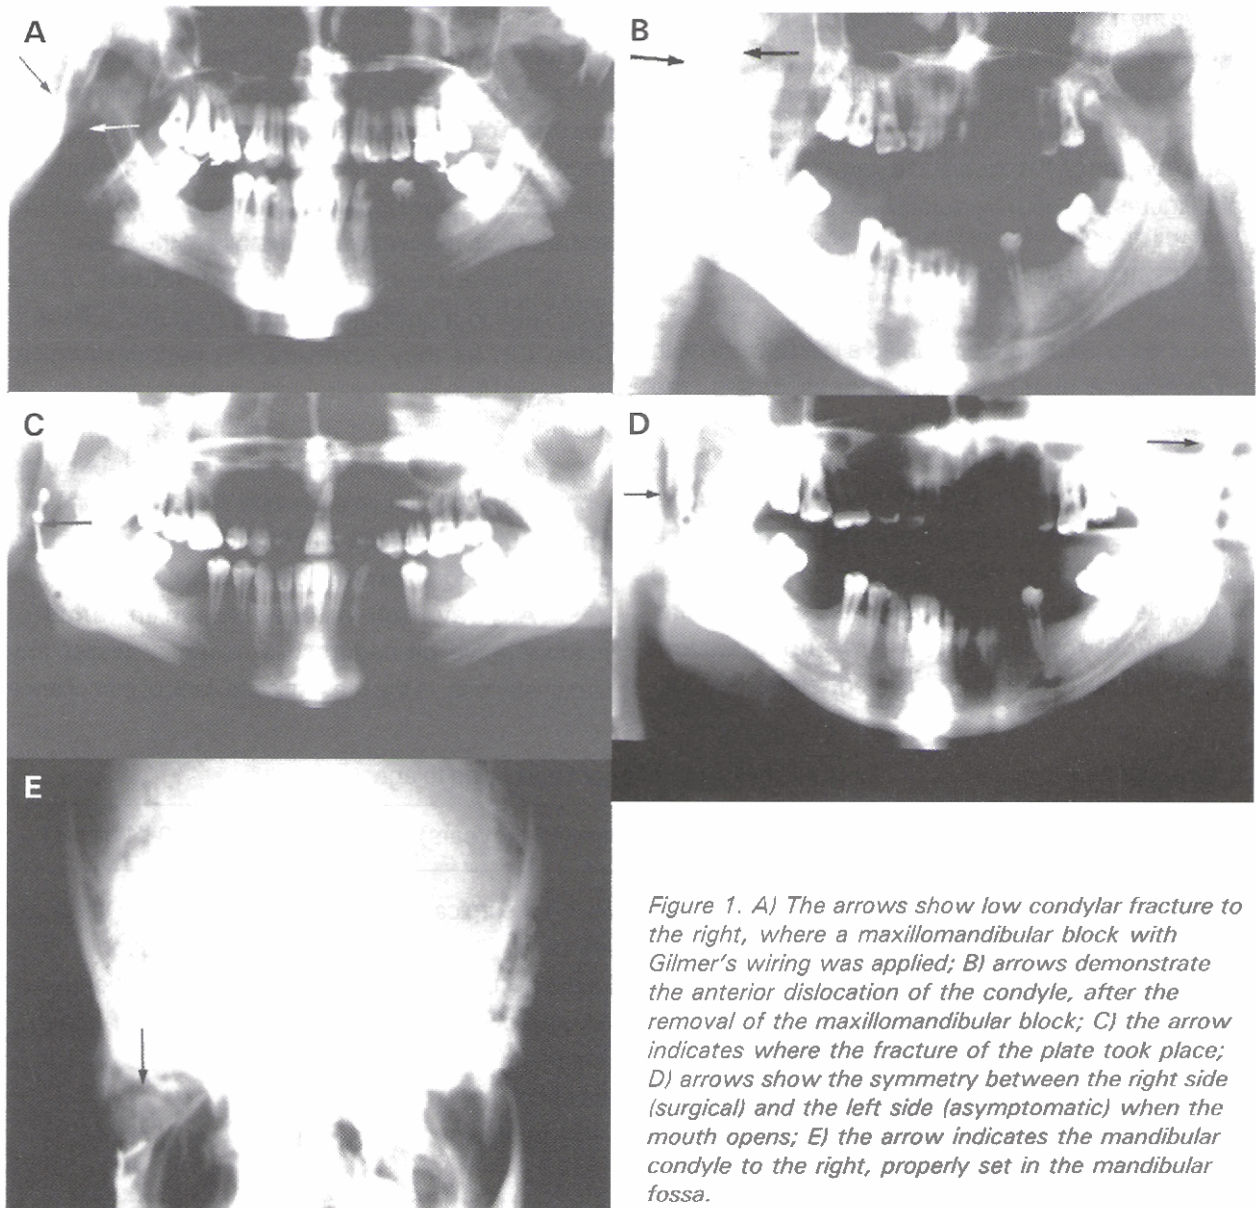 A
B
C
D
E
Figure 1. A) The arrows show low condylar fracture to
the right, where a maxillomandibular block with
Gilmer's wiring was applied; B) arrows demonstrate
the anterior dislocation of the condyle, after the
removal of the maxillomandibular block; C) the arrow
indicates where the fracture of the plate took place;
D) arrows show the symmetry between the right side
(surgical) and the left side (asymptomatic) when the
mouth opens; E) the arrow indicates the mandibular
condyle to the right, properly set in the mandibular
fossa.